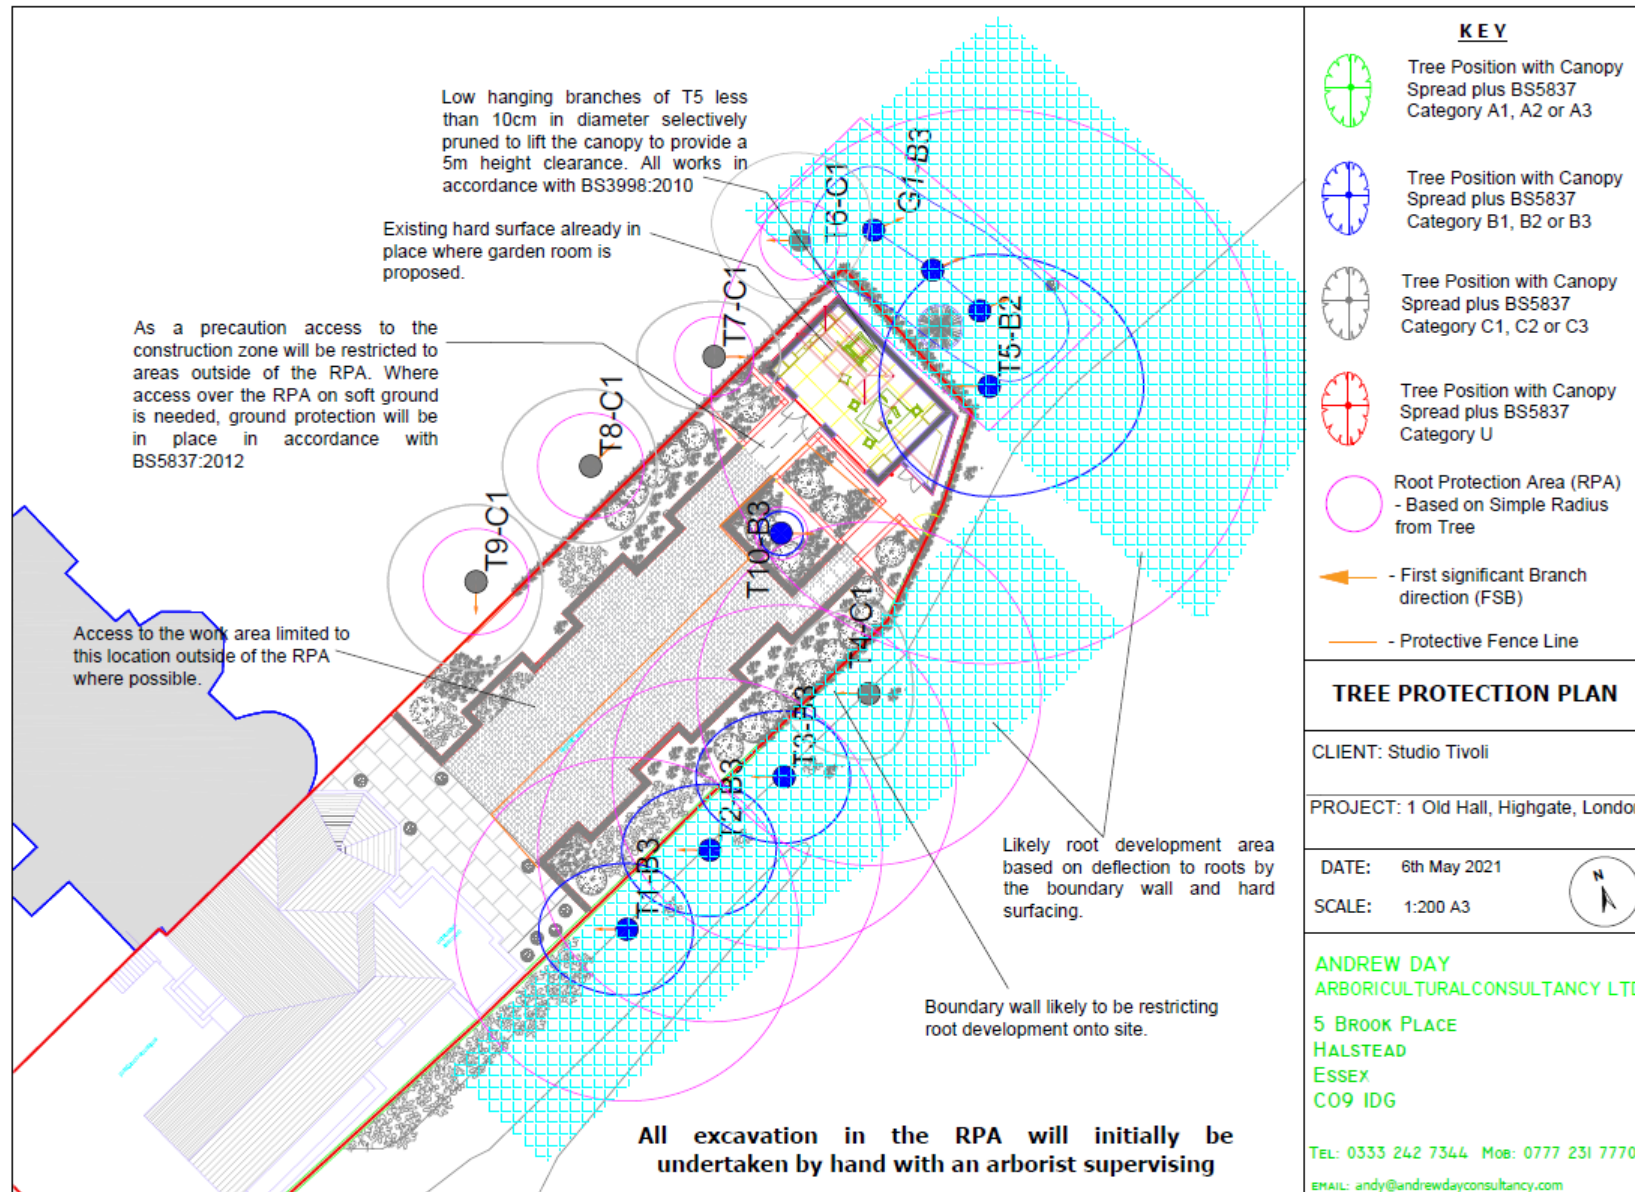 Low hanging branches of T5 less
than 10cm in diameter selectively
pruned to lift the canopy to provide a
5m height clearance. All works in
accordance with BS3998:2010
Existing hard surface already in
place where garden room is
proposed.
As a precaution access to the
construction zone will be restricted to
areas outside of the RPA. Where
access over the RPA on soft ground
is needed, ground protection will be
in place in accordance with
BS5837:2012
Access to the work area limited to
this location outside of the RPA
where possible.
T6-C1
G1-B3
T7-C1
T5-B2
T8-C1
T9-C1
T10-B3
T4-C1
T3-B3
T2-B3
T1-B3
Likely root development area
based on deflection to roots by
the boundary wall and hard
surfacing.
Boundary wall likely to be restricting
root development onto site.
All excavation in the RPA will initially be
undertaken by hand with an arborist supervising
KEY
Tree Position with Canopy
Spread plus BS5837
Category A1, A2 or A3
Tree Position with Canopy
Spread plus BS5837
Category B1, B2 or B3
Tree Position with Canopy
Spread plus BS5837
Category C1, C2 or C3
Tree Position with Canopy
Spread plus BS5837
Category U
Root Protection Area (RPA)
- Based on Simple Radius
from Tree
- First significant Branch
direction (FSB)
- Protective Fence Line
TREE PROTECTION PLAN
CLIENT: Studio Tivoli
PROJECT: 1 Old Hall, Highgate, London
DATE: 6th May 2021
SCALE: 1:200 A3
N
ANDREW DAY
ARBORICULTURALCONSULTANCY LTD
5 BROOK PLACE
HALSTEAD
ESSEX
CO9 IDG
TEL: 0333 242 7344 MOB: 0777 231 7770
EMAIL: andy@andrewdayconsultancy.com